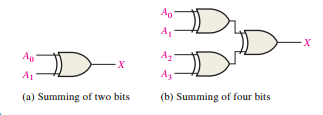 A₀
A₁
X
(a) Summing of two bits
A₀
A₁
A₂
A₃
X
(b) Summing of four bits